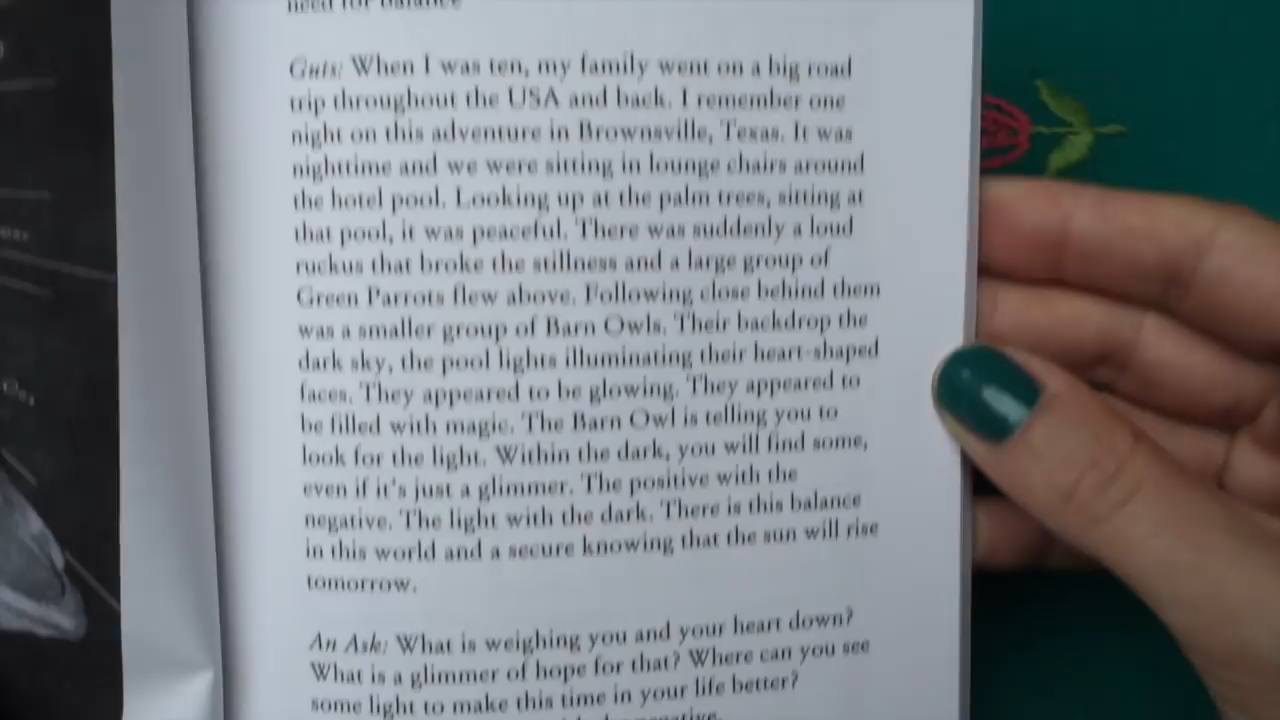 need for balance
Guts: When I was ten, my family went on a big road
trip throughout the USA and back. I remember one
night on this adventure in Brownsville, Texas. It was
nighttime and we were sitting in lounge chairs around
the hotel pool. Looking up at the palm trees, sitting at
that pool, it was peaceful. There was suddenly a loud
ruckus that broke the stillness and a large group of
Green Parrots flew above. Following close behind them
was a smaller group of Barn Owls. Their backdrop the
dark sky, the pool lights illuminating their heart-shaped
faces. They appeared to be glowing. They appeared to
be filled with magic. The Barn Owl is telling you to
look for the light. Within the dark, you will find some,
even if it's just a glimmer. The positive with the
negative. The light with the dark. There is this balance
in this world and a secure knowing that the sun will rise
tomorrow.
An Ask: What is weighing you and your heart down?
What is a glimmer of hope for that? Where can you see
some light to make this time in your life better?
negative.